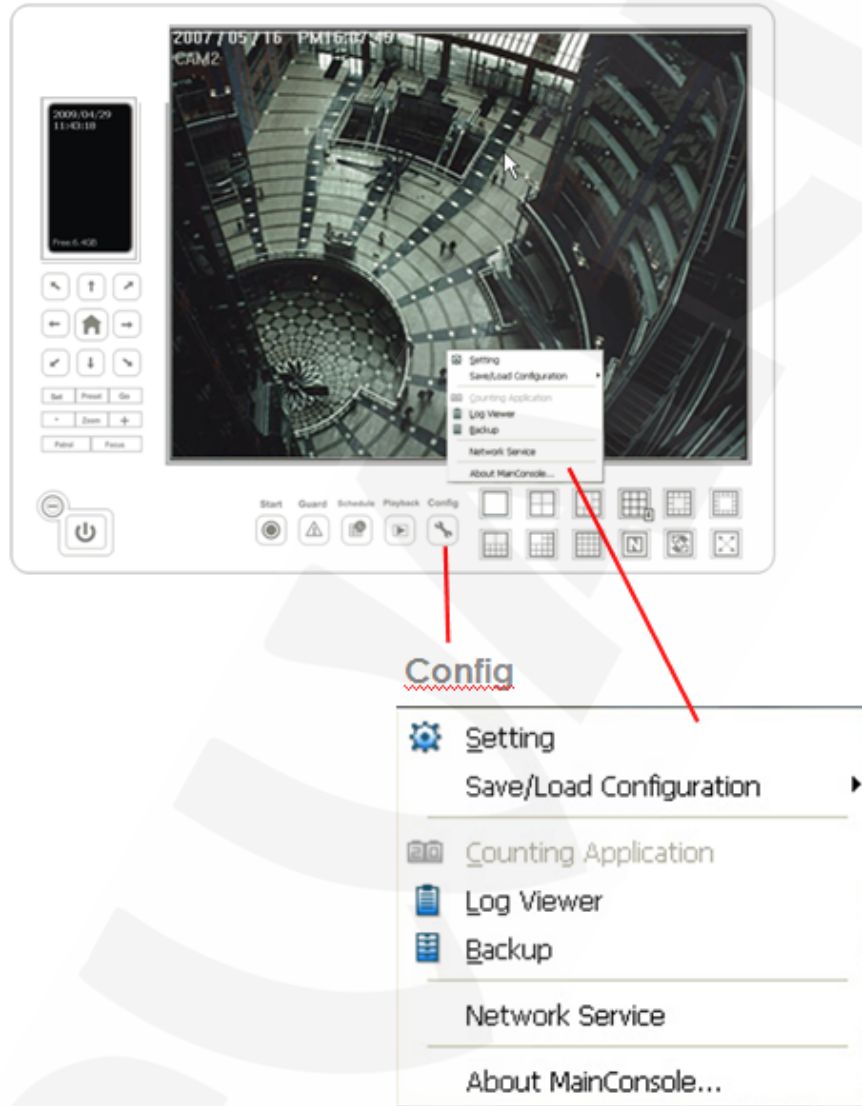 2007 / 05 / 16 PM16:07:49
CAM2
2009/04/29
11:43:18
Free:6.4GB
Set Preset Go
- Zoom +
Patrol Focus
Setting
Save/Load Configuration
Counting Application
Log Viewer
Backup
Network Service
About MainConsole...
Start Guard Schedule Playback Config
Config
Setting
Save/Load Configuration
20 Counting Application
Log Viewer
Backup
Network Service
About MainConsole...